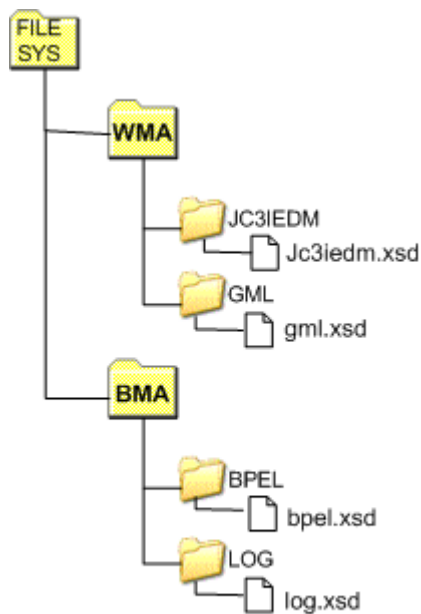 FILE
SYS
WMA
JC3IEDM
Jc3iedm.xsd
GML
gml.xsd
BMA
BPEL
bpel.xsd
LOG
log.xsd